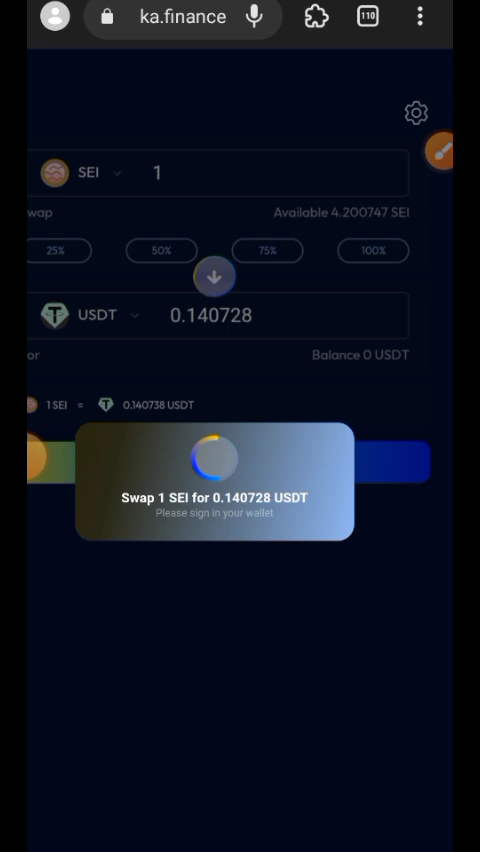 ka.finance
110
SEI
1
wap
Available 4.200747 SEI
25%
50%
75%
100%
USDT
0.140728
or
Balance 0 USDT
1 SEI = 0.140738 USDT
Swap 1 SEI for 0.140728 USDT
Please sign in your wallet